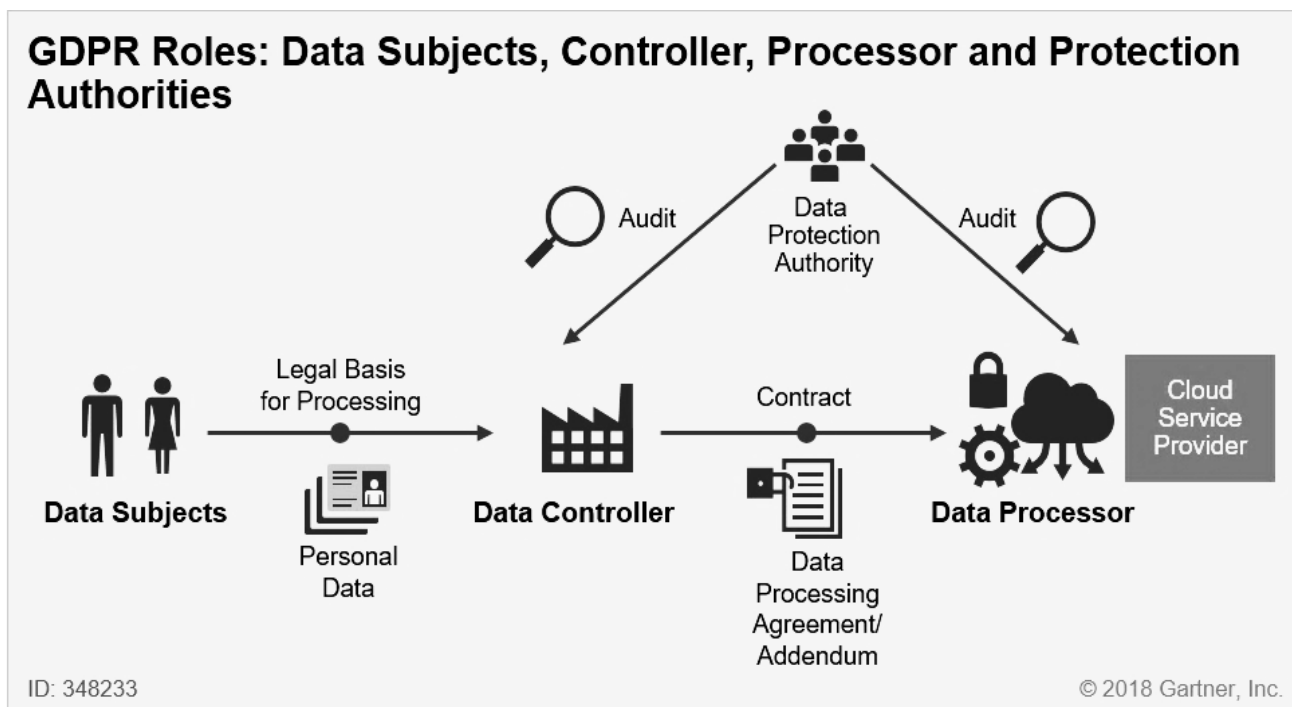 GDPR Roles: Data Subjects, Controller, Processor and Protection
Authorities
Audit
Data
Protection
Authority
Audit
Legal Basis
for Processing
Contract
Cloud
Service
Provider
Data Subjects
Data Controller
Data Processor
Personal
Data
Data
Processing
Agreement/
Addendum
ID: 348233
© 2018 Gartner, Inc.